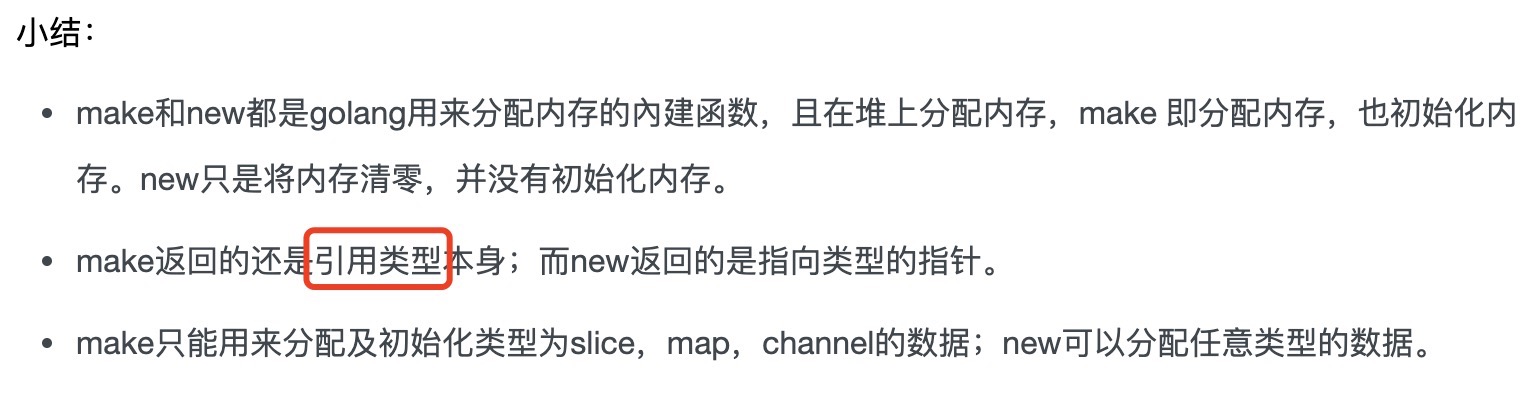 小结：
• make和new都是golang用来分配内存的內建函数，且在堆上分配内存，make 即分配内存，也初始化内
存。new只是将内存清零，并没有初始化内存。
• make返回的还是引用类型本身；而new返回的是指向类型的指针。
• make只能用来分配及初始化类型为slice，map，channel的数据；new可以分配任意类型的数据。